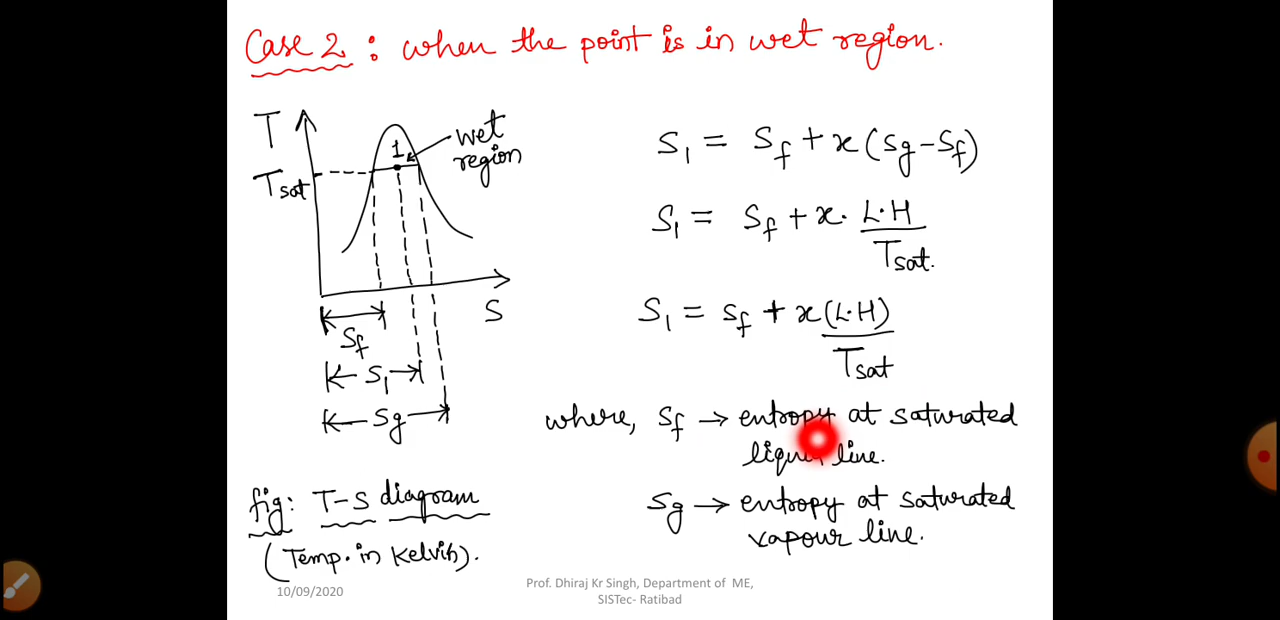 Case 2 : when the point is in wet region.
T
1
wet
region
Tsat
S
Sf
S1
Sg
fig: T-S diagram
(Temp. in Kelvin).
S1 = Sf + x (Sg - Sf)
S1 = Sf + x. L.H / Tsat.
S1 = Sf + x (L.H) / Tsat
where, Sf → entropy at saturated
liquid line.
Sg → entropy at saturated
vapour line.
10/09/2020
Prof. Dhiraj Kr Singh, Department of ME,
SISTec- Ratibad